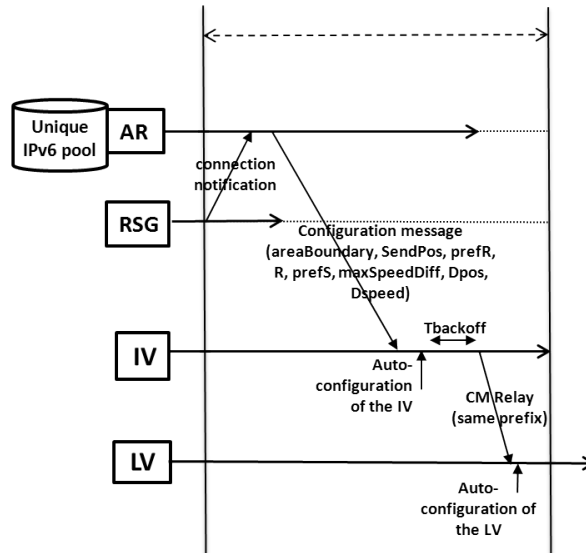 Unique
IPv6 pool
AR
connection
notification
RSG
Configuration message
(areaBoundary, SendPos, prefR,
R, prefS, maxSpeedDiff, Dpos,
Dspeed)
Tbackoff
IV
Auto-
configuration
of the IV
CM Relay
(same prefix)
LV
Auto-
configuration of
the LV